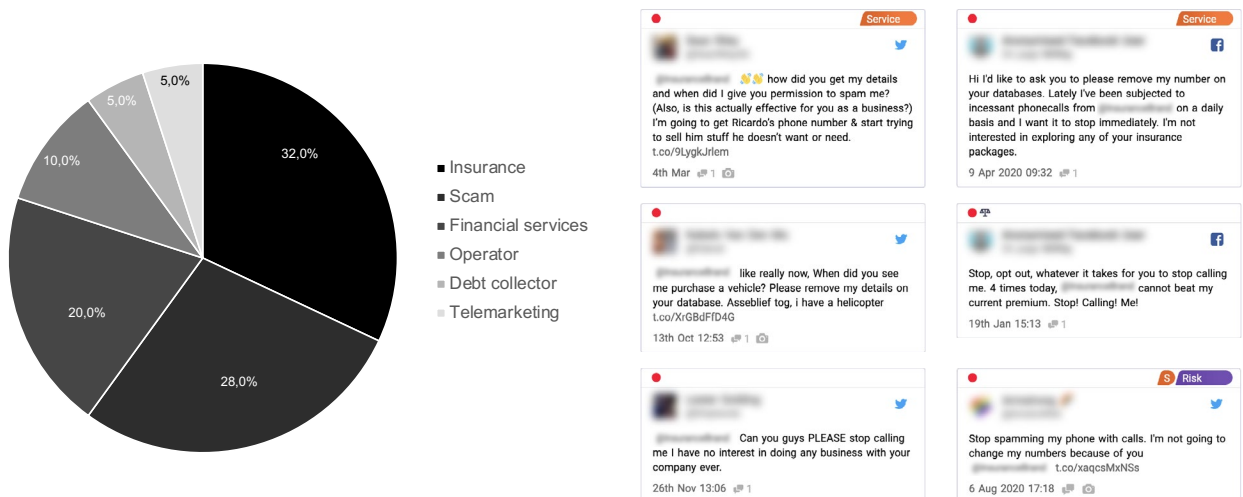 32,0%
28,0%
20,0%
10,0%
5,0%
5,0%
Insurance
Scam
Financial services
Operator
Debt collector
Telemarketing
Service
how did you get my details
and when did I give you permission to spam me?
(Also, is this actually effective for you as a business?)
I'm going to get Ricardo's phone number & start trying
to sell him stuff he doesn't want or need.
t.co/9LygkJrlem
4th Mar 1
Service
Hi I'd like to ask you to please remove my number on
your databases. Lately I've been subjected to
incessant phonecalls from on a daily
basis and I want it to stop immediately. I'm not
interested in exploring any of your insurance
packages.
9 Apr 2020 09:32 1
like really now, When did you see
me purchase a vehicle? Please remove my details on
your database. Asseblief tog, i have a helicopter
t.co/XrGBdFfD4G
13th Oct 12:53 1
Stop, opt out, whatever it takes for you to stop calling
me. 4 times today, cannot beat my
current premium. Stop! Calling! Me!
19th Jan 15:13 1
Can you guys PLEASE stop calling
me I have no interest in doing any business with your
company ever.
26th Nov 13:06 1
S Risk
Stop spamming my phone with calls. I'm not going to
change my numbers because of you
t.co/xaqcsMxNSs
6 Aug 2020 17:18